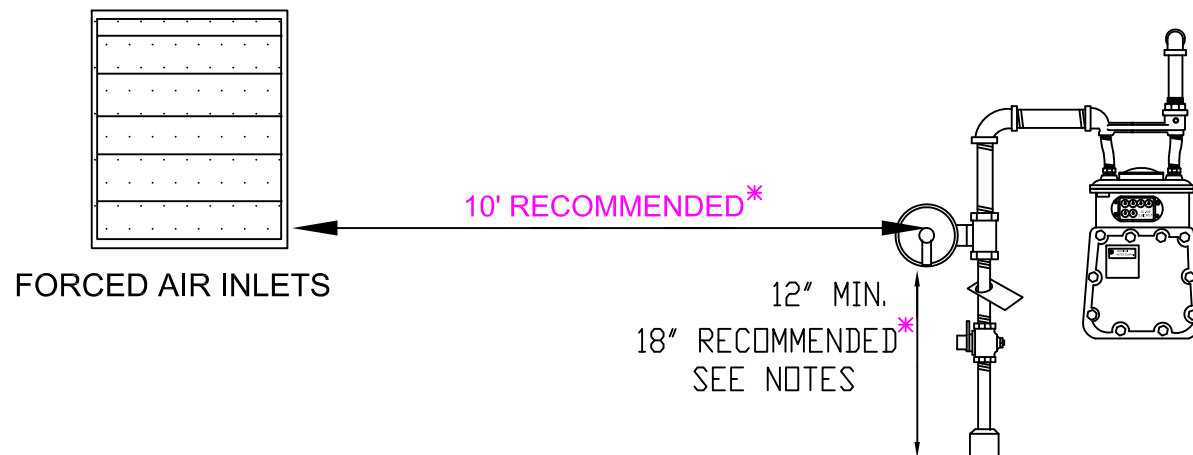 10' RECOMMENDED*
FORCED AIR INLETS
12" MIN.
18" RECOMMENDED*
SEE NOTES